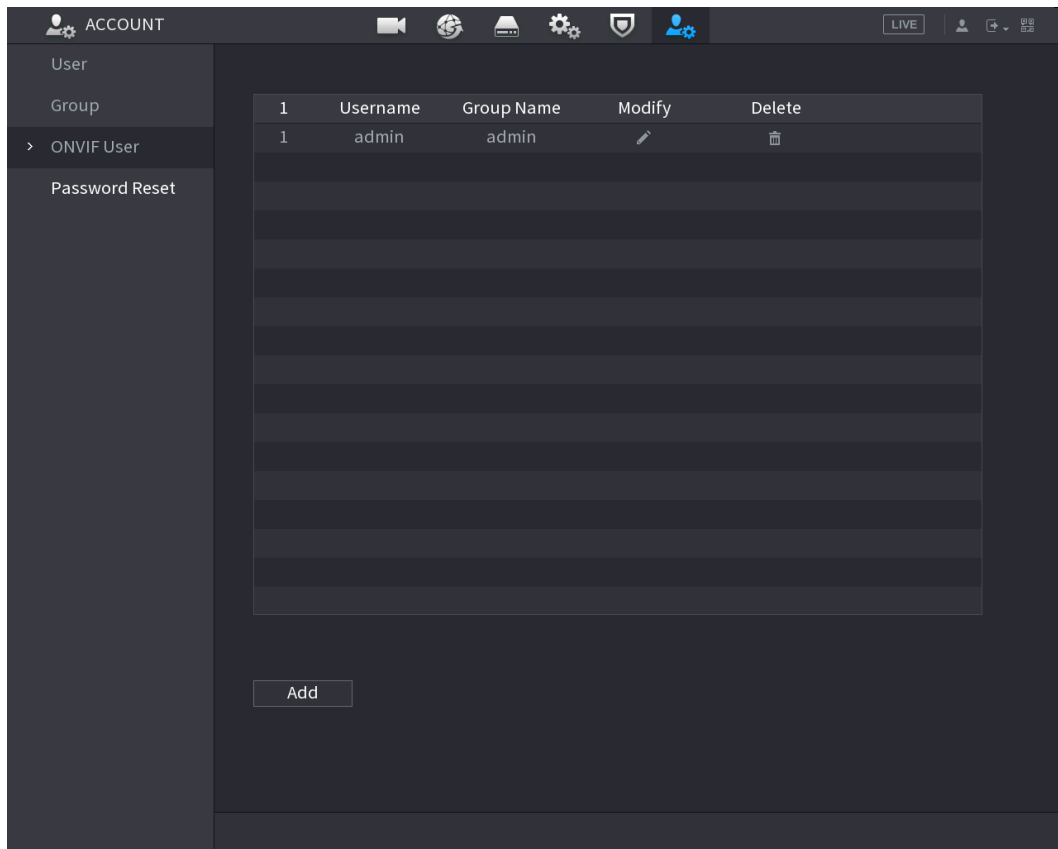 ACCOUNT LIVE
User
Group
ONVIF User
Password Reset
1 Username Group Name Modify Delete
1 admin admin
Add